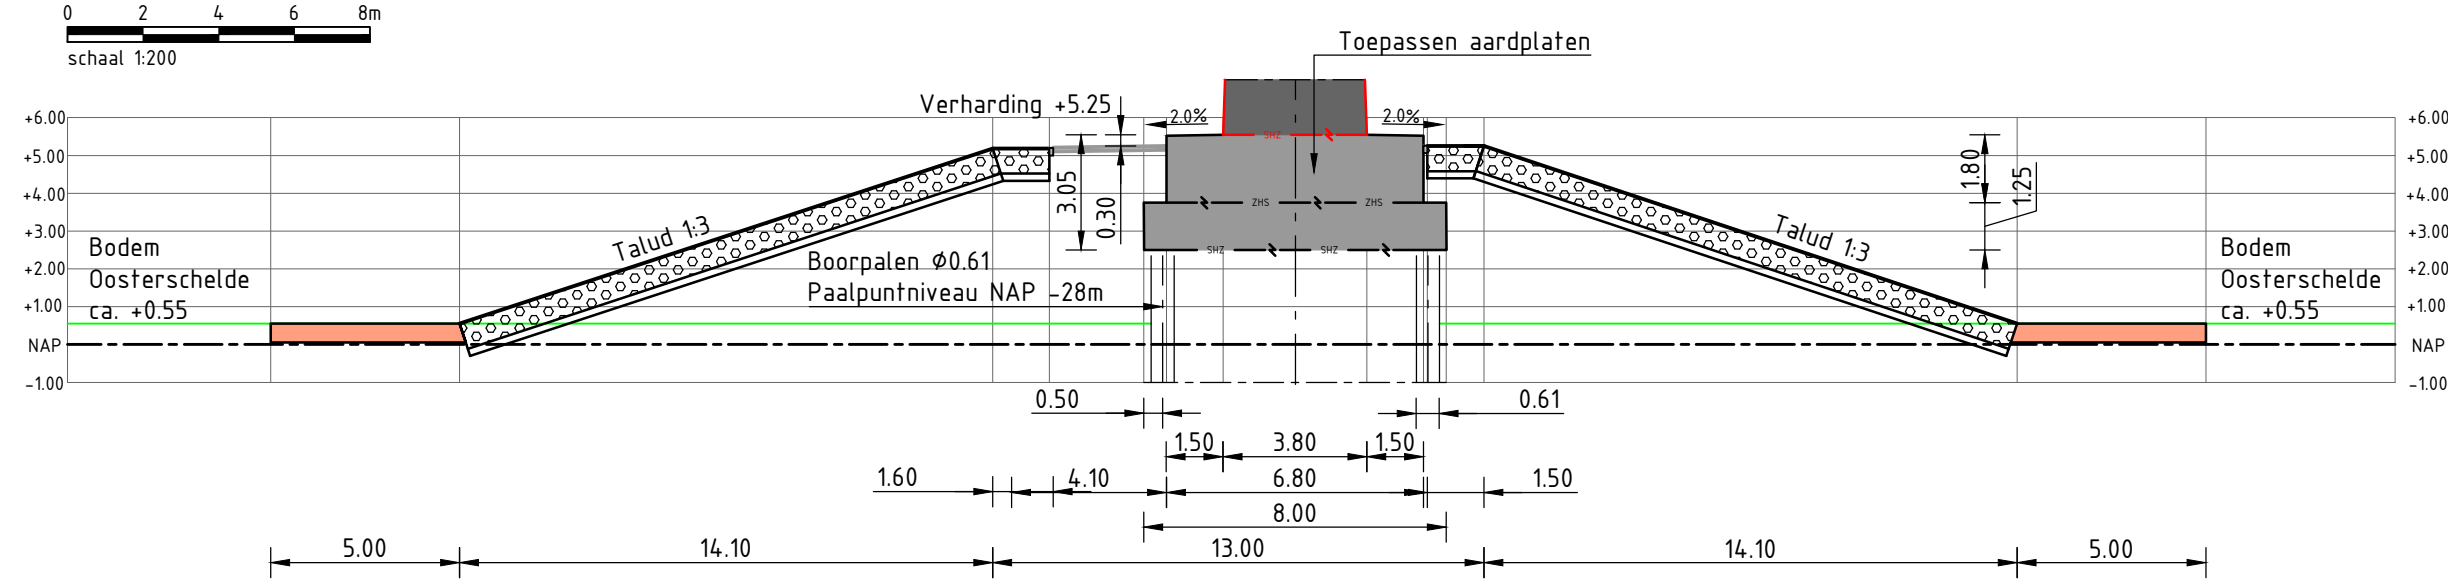 0 2 4 6 8m
schaal 1:200
Toepassen aardplaten
Verharding +5.25
2.0% 2.0%
+6.00 +6.00
SHZ
+5.00 +5.00
1.80
1.25
3.05
0.30
+4.00 +4.00
ZHS ZHS
+3.00 +3.00
Talud 1:3 Talud 1:3
Bodem
Oosterschelde
ca. +0.55
SHZ SHZ
Bodem
Oosterschelde
ca. +0.55
Boorpalen Ø0.61
Paalpuntniveau NAP -28m
+2.00 +2.00
+1.00 +1.00
NAP NAP
-1.00 -1.00
0.50 0.61
1.50 3.80 1.50
1.60 4.10 6.80 1.50
8.00
5.00 14.10 13.00 14.10 5.00